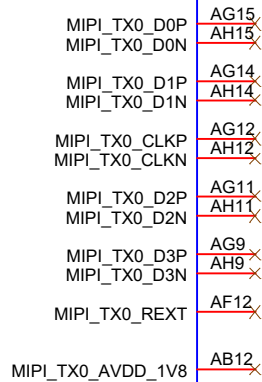 MIPI_TX0_D0P AG15
MIPI_TX0_D0N AH15
MIPI_TX0_D1P AG14
MIPI_TX0_D1N AH14
MIPI_TX0_CLKP AG12
MIPI_TX0_CLKN AH12
MIPI_TX0_D2P AG11
MIPI_TX0_D2N AH11
MIPI_TX0_D3P AG9
MIPI_TX0_D3N AH9
MIPI_TX0_REXT AF12
MIPI_TX0_AVDD_1V8 AB12